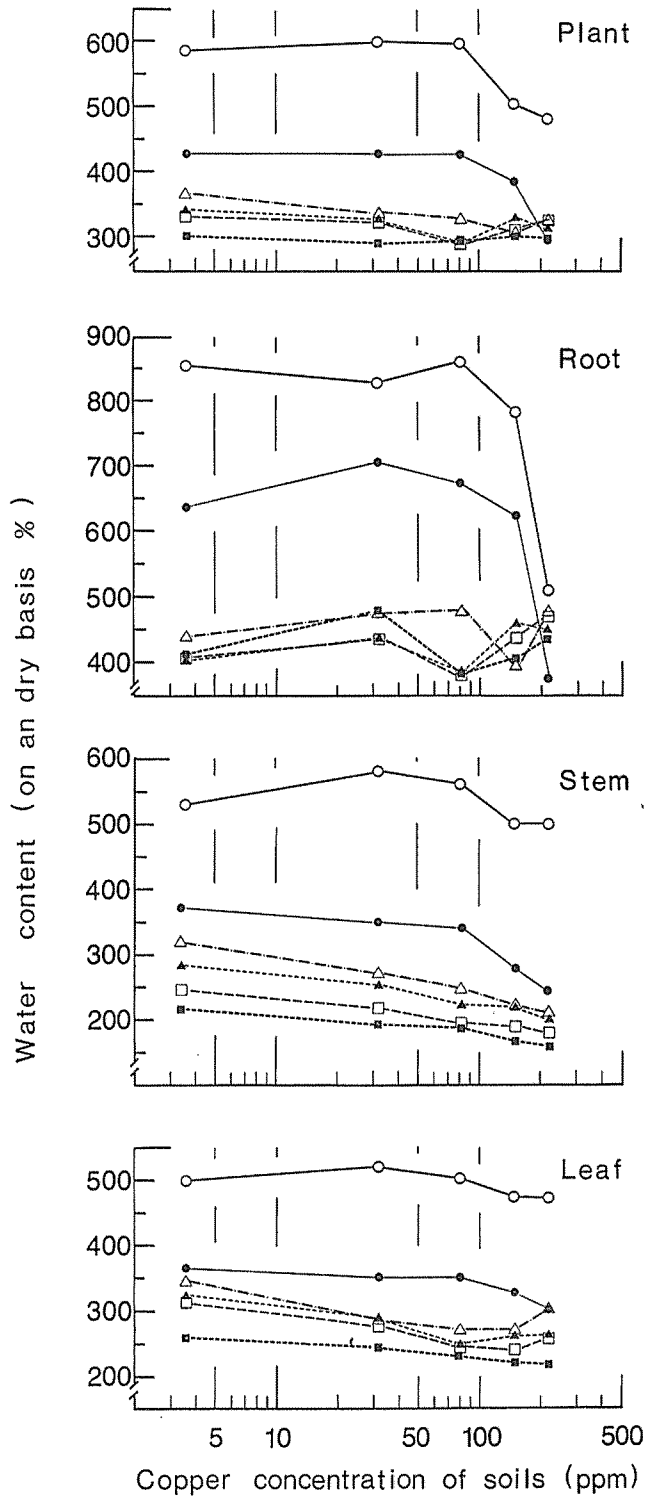 Plant
600
500
400
300
Root
900
800
700
600
500
400
Stem
600
500
400
300
200
Leaf
500
400
300
200
5 10 50 100 500
Copper concentration of soils (ppm)
Water content (on an dry basis %)